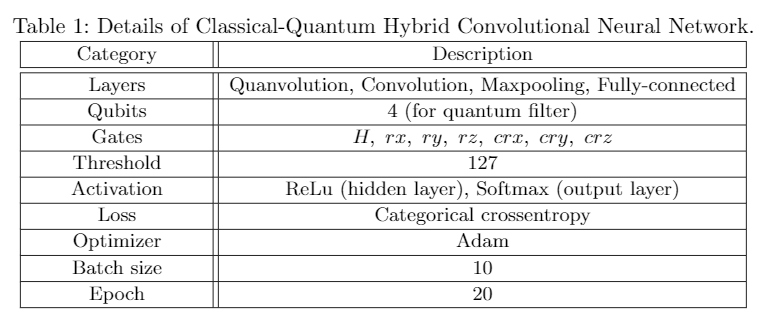 Table 1: Details of Classical-Quantum Hybrid Convolutional Neural Network.
Category Description
Layers Quanvolution, Convolution, Maxpooling, Fully-connected
Qubits 4 (for quantum filter)
Gates H, rx, ry, rz, crx, cry, crz
Threshold 127
Activation ReLu (hidden layer), Softmax (output layer)
Loss Categorical crossentropy
Optimizer Adam
Batch size 10
Epoch 20